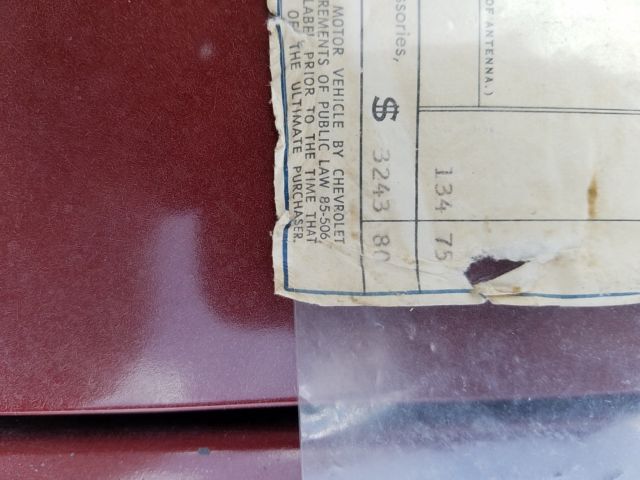 OF ANTENNA.)
134 75
ssories, $ 3243 80
MOTOR VEHICLE BY CHEVROLET
REMENTS OF PUBLIC LAW 85-506
LABEL PRIOR TO THE TIME THAT
OF THE ULTIMATE PURCHASER.